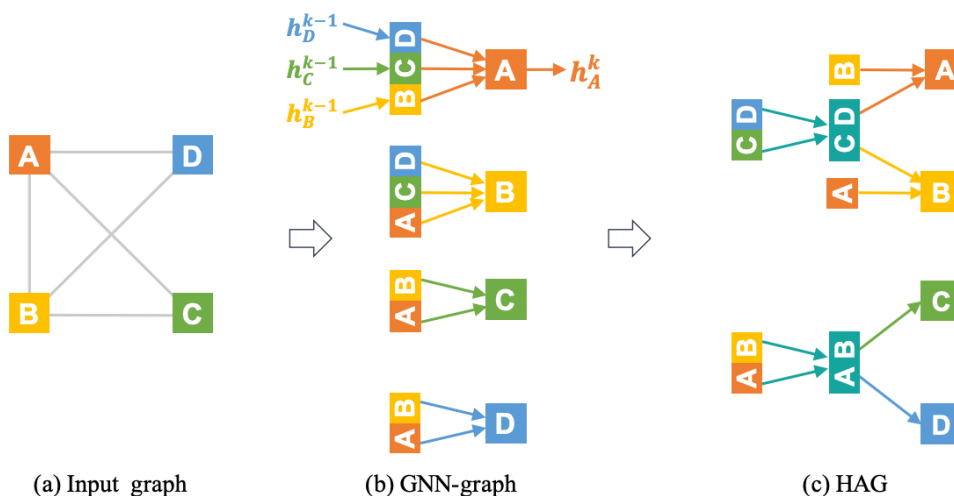 A
D
B
C
(a) Input graph
h_D^{k-1}
h_C^{k-1}
h_B^{k-1}
D
C
B
A
h_A^k
D
C
A
B
B
A
C
B
A
D
(b) GNN-graph
B
A
D
C
D
C
A
B
B
A
B
A
C
D
(c) HAG